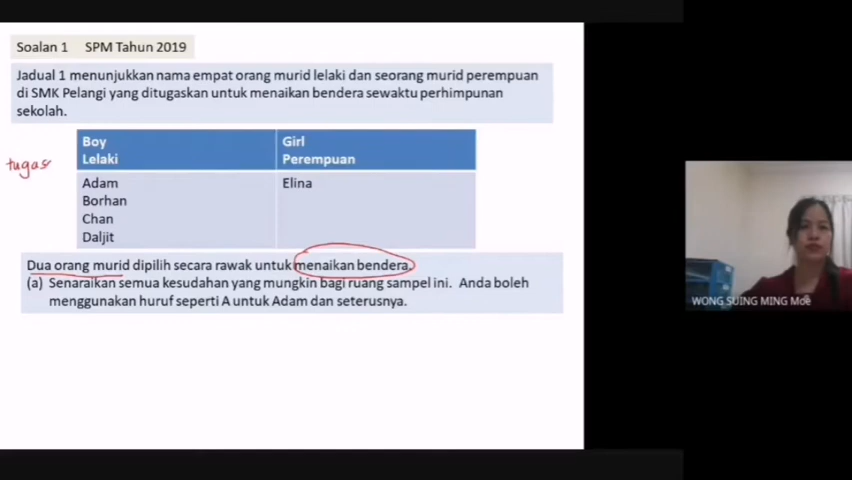 Soalan 1 SPM Tahun 2019
Jadual 1 menunjukkan nama empat orang murid lelaki dan seorang murid perempuan
di SMK Pelangi yang ditugaskan untuk menaikan bendera sewaktu perhimpunan
sekolah.
Boy Girl
Lelaki Perempuan
tugas
Adam Elina
Borhan
Chan
Daljit
Dua orang murid dipilih secara rawak untuk menaikan bendera.
(a) Senaraikan semua kesudahan yang mungkin bagi ruang sampel ini. Anda boleh
menggunakan huruf seperti A untuk Adam dan seterusnya.
WONG SUING MING Moe